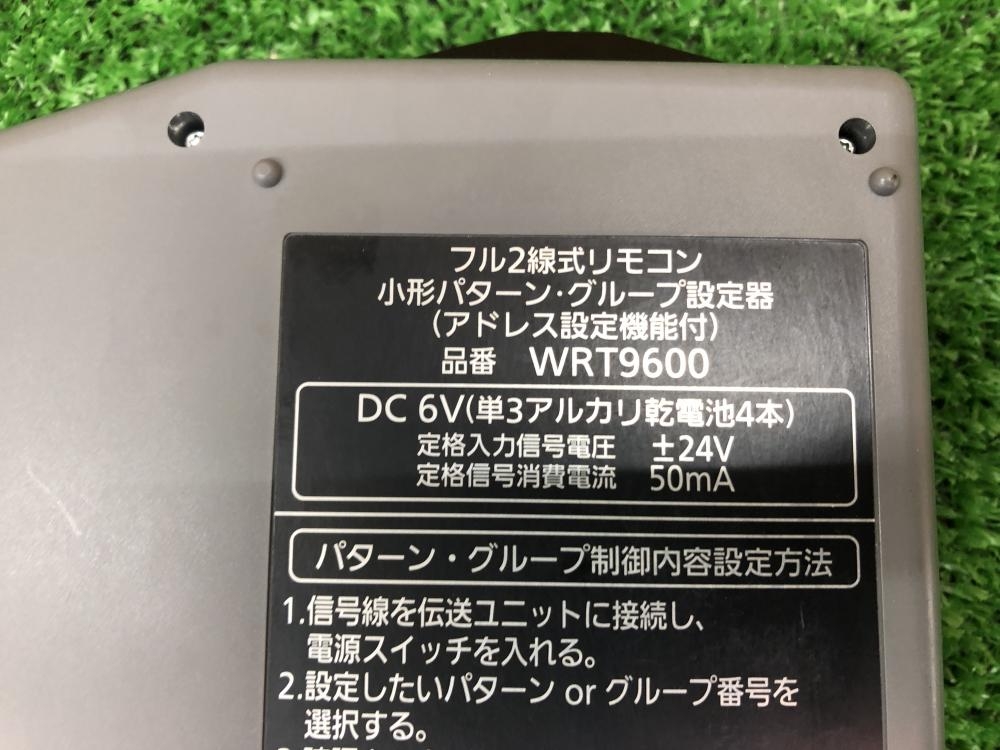 フル2線式リモコン
小形パターン・グループ設定器
(アドレス設定機能付)
品番 WRT9600
DC 6V(単3アルカリ乾電池4本)
定格入力信号電圧 ±24V
定格信号消費電流 50mA
パターン・グループ制御内容設定方法
1.信号線を伝送ユニットに接続し、
電源スイッチを入れる。
2.設定したいパターン or グループ番号を
選択する。